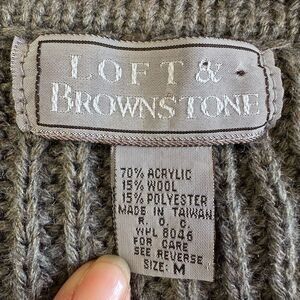 LOFT &
BROWNSTONE
70% ACRYLIC
15% WOOL
15% POLYESTER
MADE IN TAIWAN
R. O. C.
WPL 8046
FOR CARE
SEE REVERSE
SIZE: M